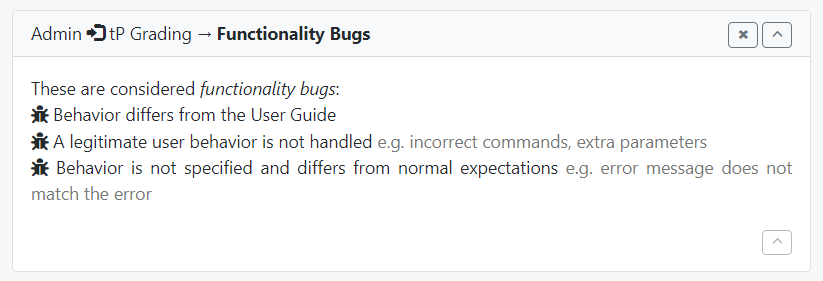 Admin tP Grading → Functionality Bugs
These are considered functionality bugs:
Behavior differs from the User Guide
A legitimate user behavior is not handled e.g. incorrect commands, extra parameters
Behavior is not specified and differs from normal expectations e.g. error message does not
match the error